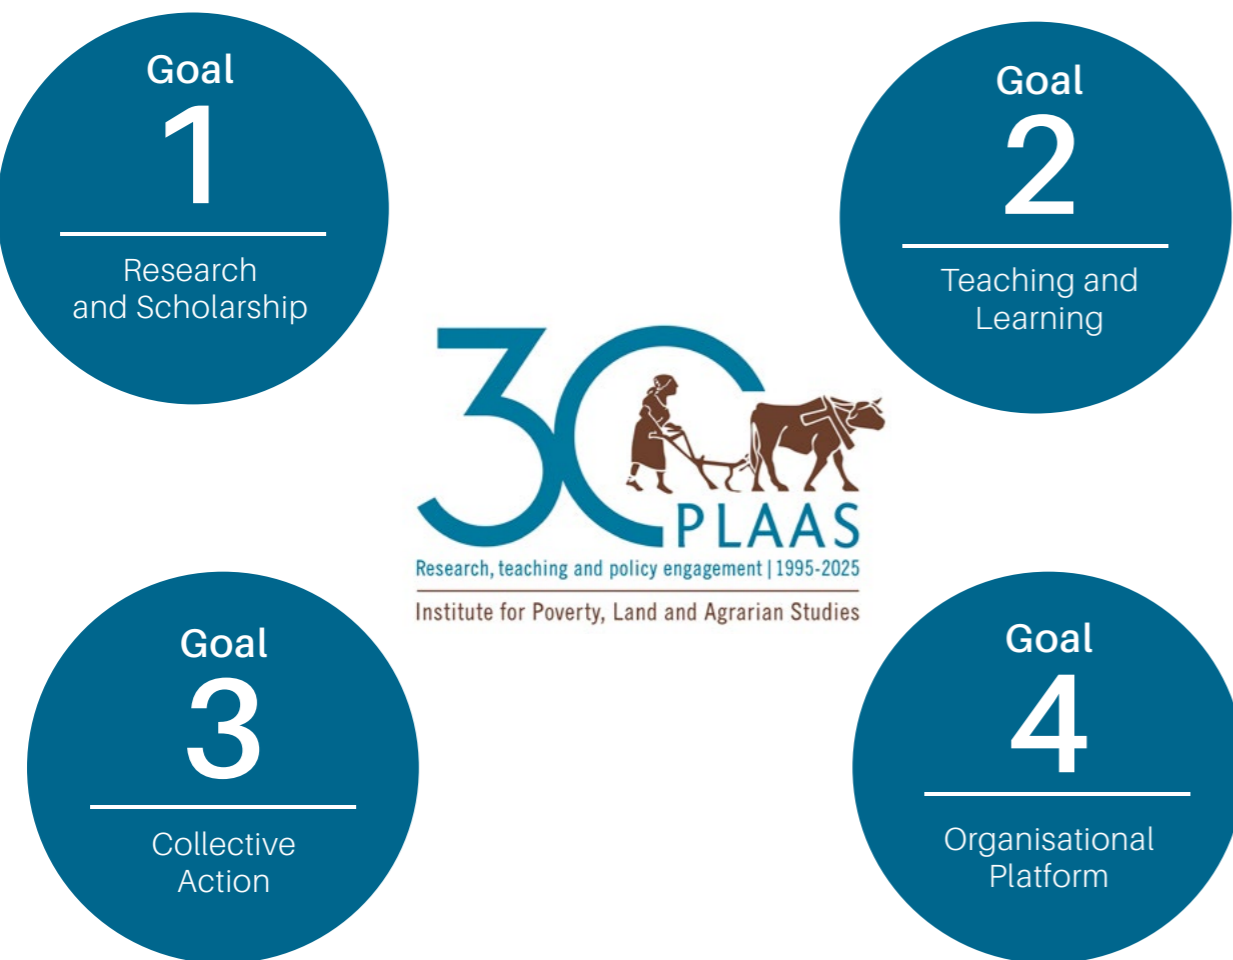 Goal
1
Research
and Scholarship
Goal
2
Teaching and
Learning
30
PLAAS
Research, teaching and policy engagement | 1995-2025
Institute for Poverty, Land and Agrarian Studies
Goal
3
Collective
Action
Goal
4
Organisational
Platform